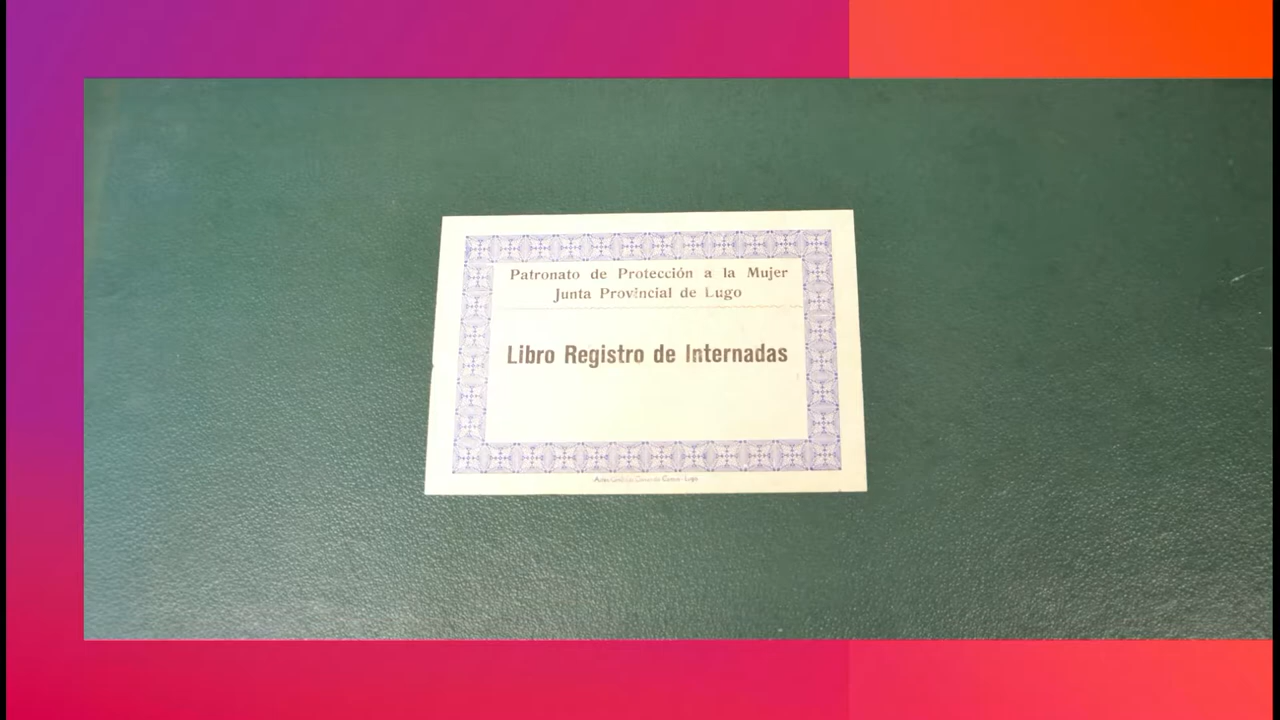 Patronato de Protección a la Mujer
Junta Provincial de Lugo
Libro Registro de Internadas